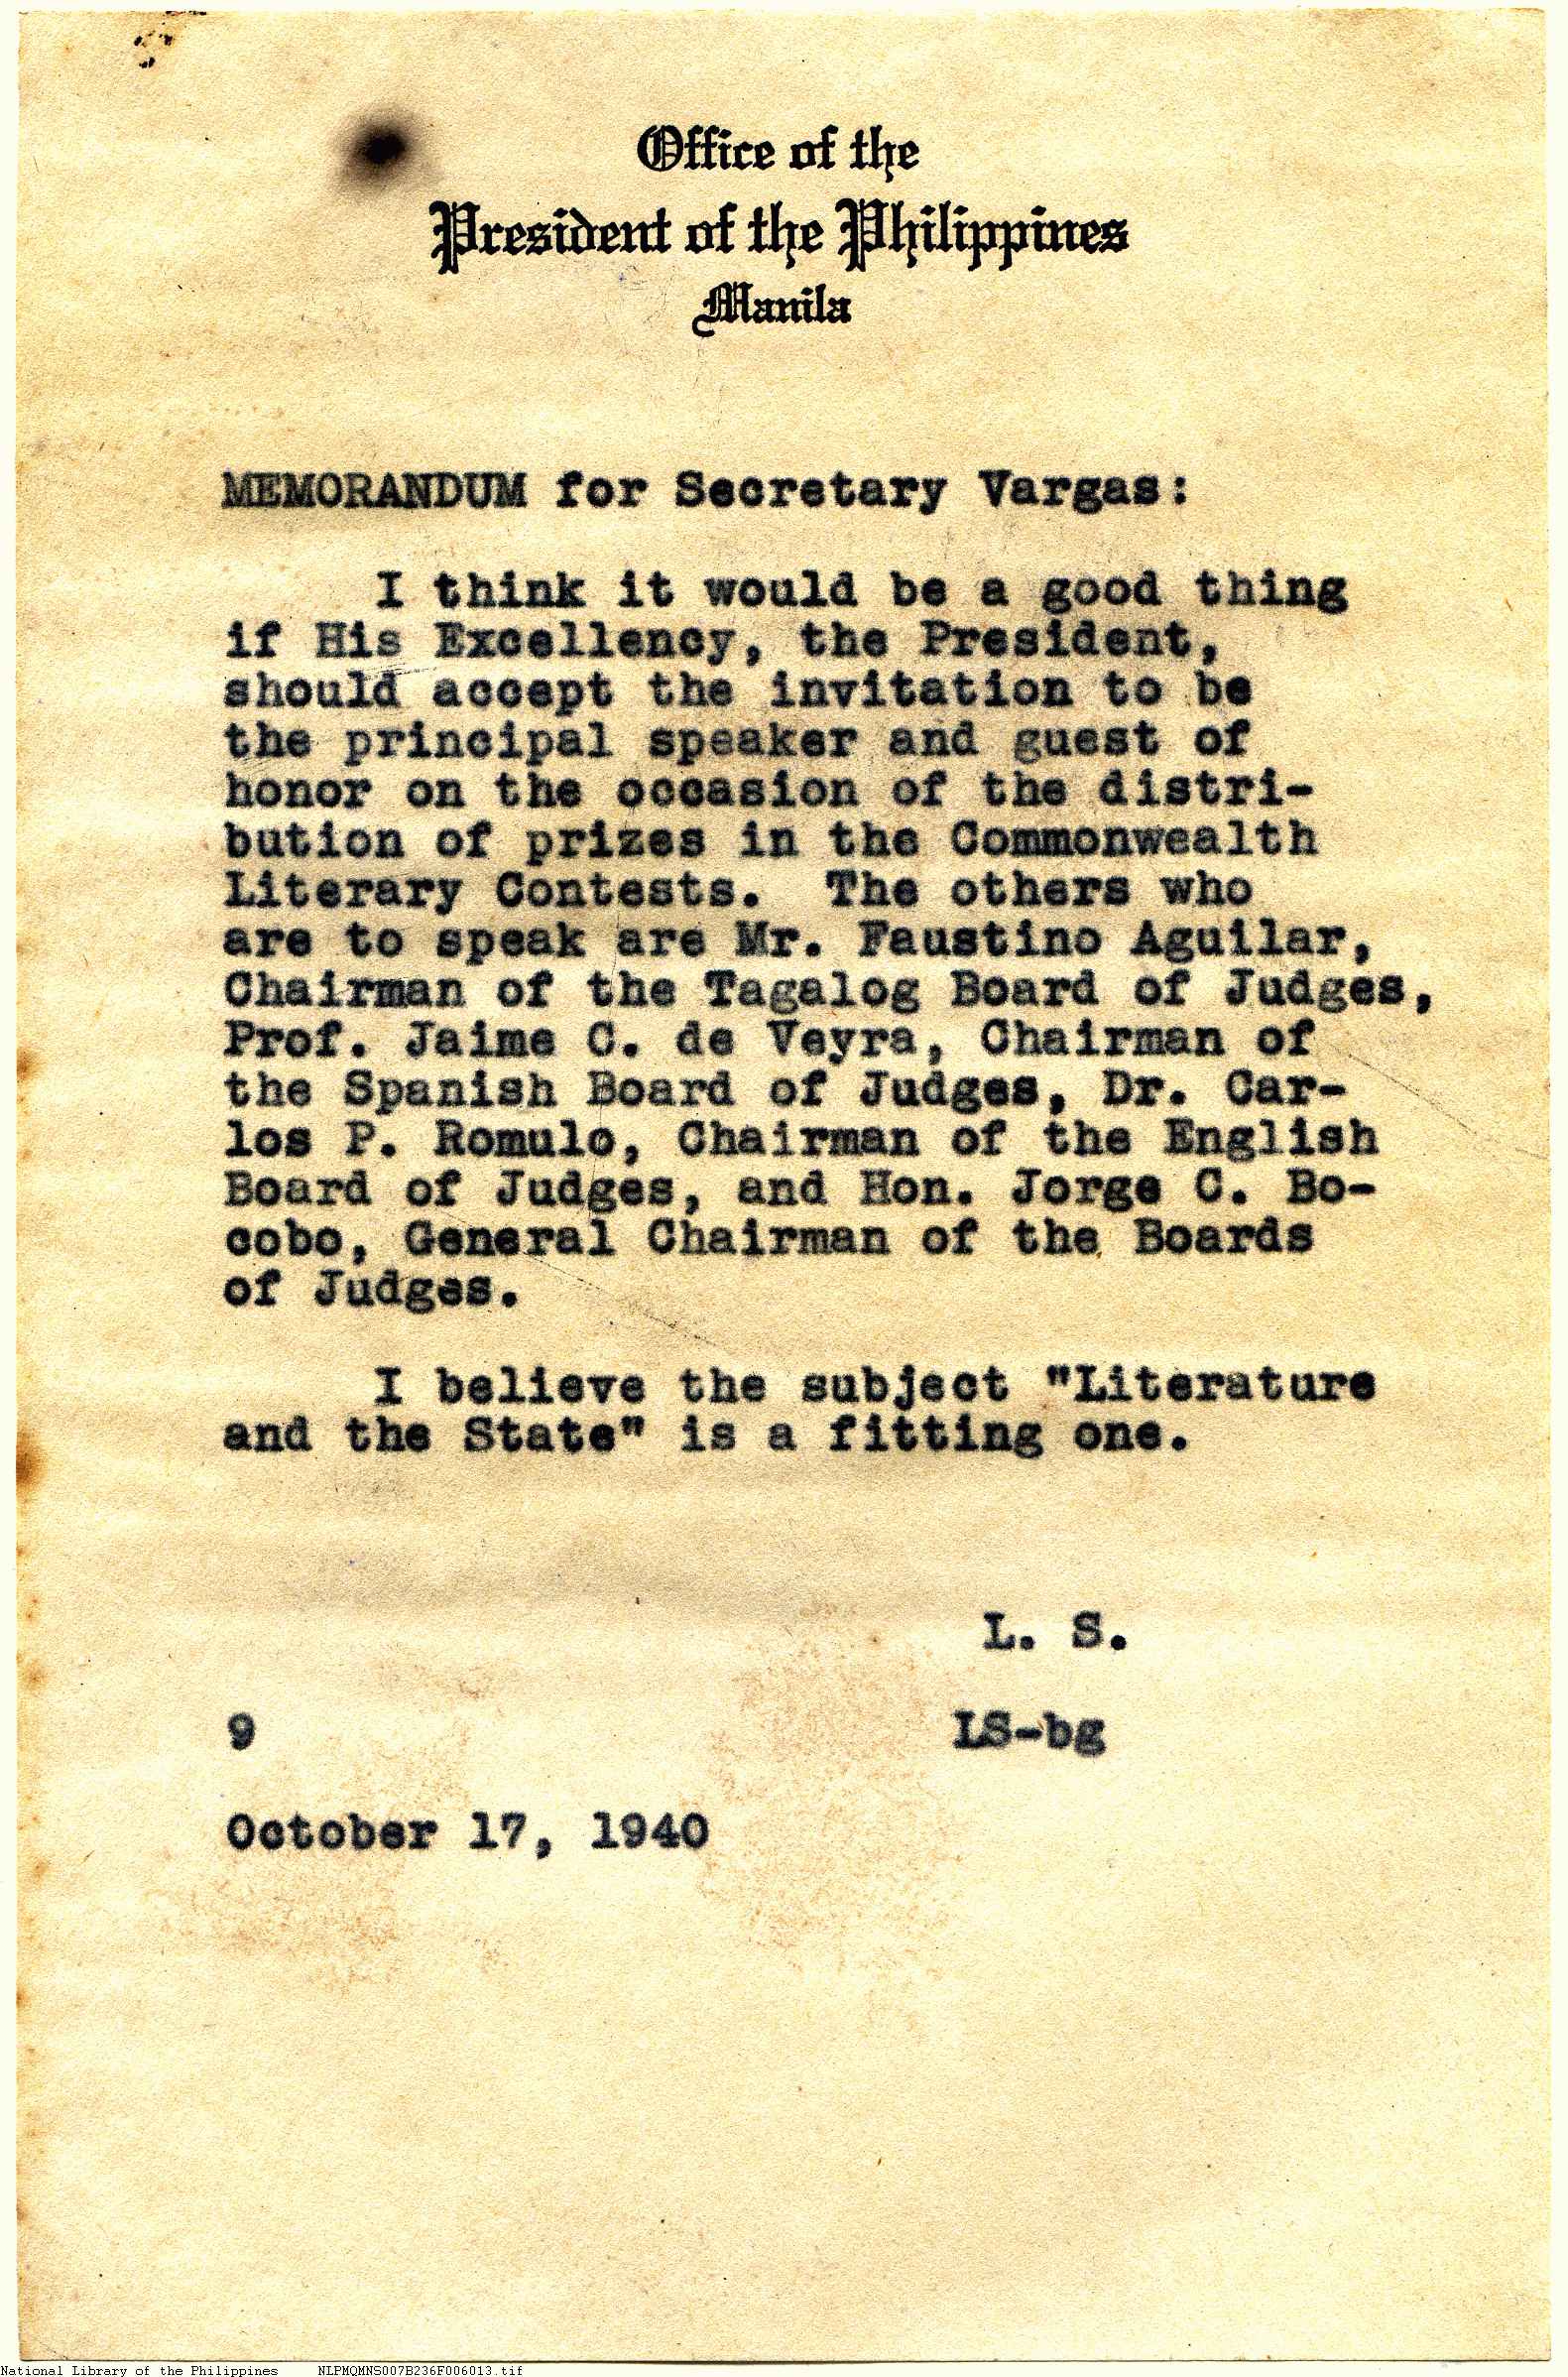 Office of the
President of the Philippines
Manila
MEMORANDUM for Secretary Vargas:
I think it would be a good thing
if His Excellency, the President,
should accept the invitation to be
the principal speaker and guest of
honor on the occasion of the distri-
bution of prizes in the Commonwealth
Literary Contests. The others who
are to speak are Mr. Faustino Aguilar,
Chairman of the Tagalog Board of Judges,
Prof. Jaime C. de Veyra, Chairman of
the Spanish Board of Judges, Dr. Car-
los P. Romulo, Chairman of the English
Board of Judges, and Hon. Jorge C. Bo-
cobo, General Chairman of the Boards
of Judges.
I believe the subject "Literature
and the State" is a fitting one.
L. S.
9 LS-bg
October 17, 1940
National Library of the Philippines NLPMQMNS007B236F006013.tif